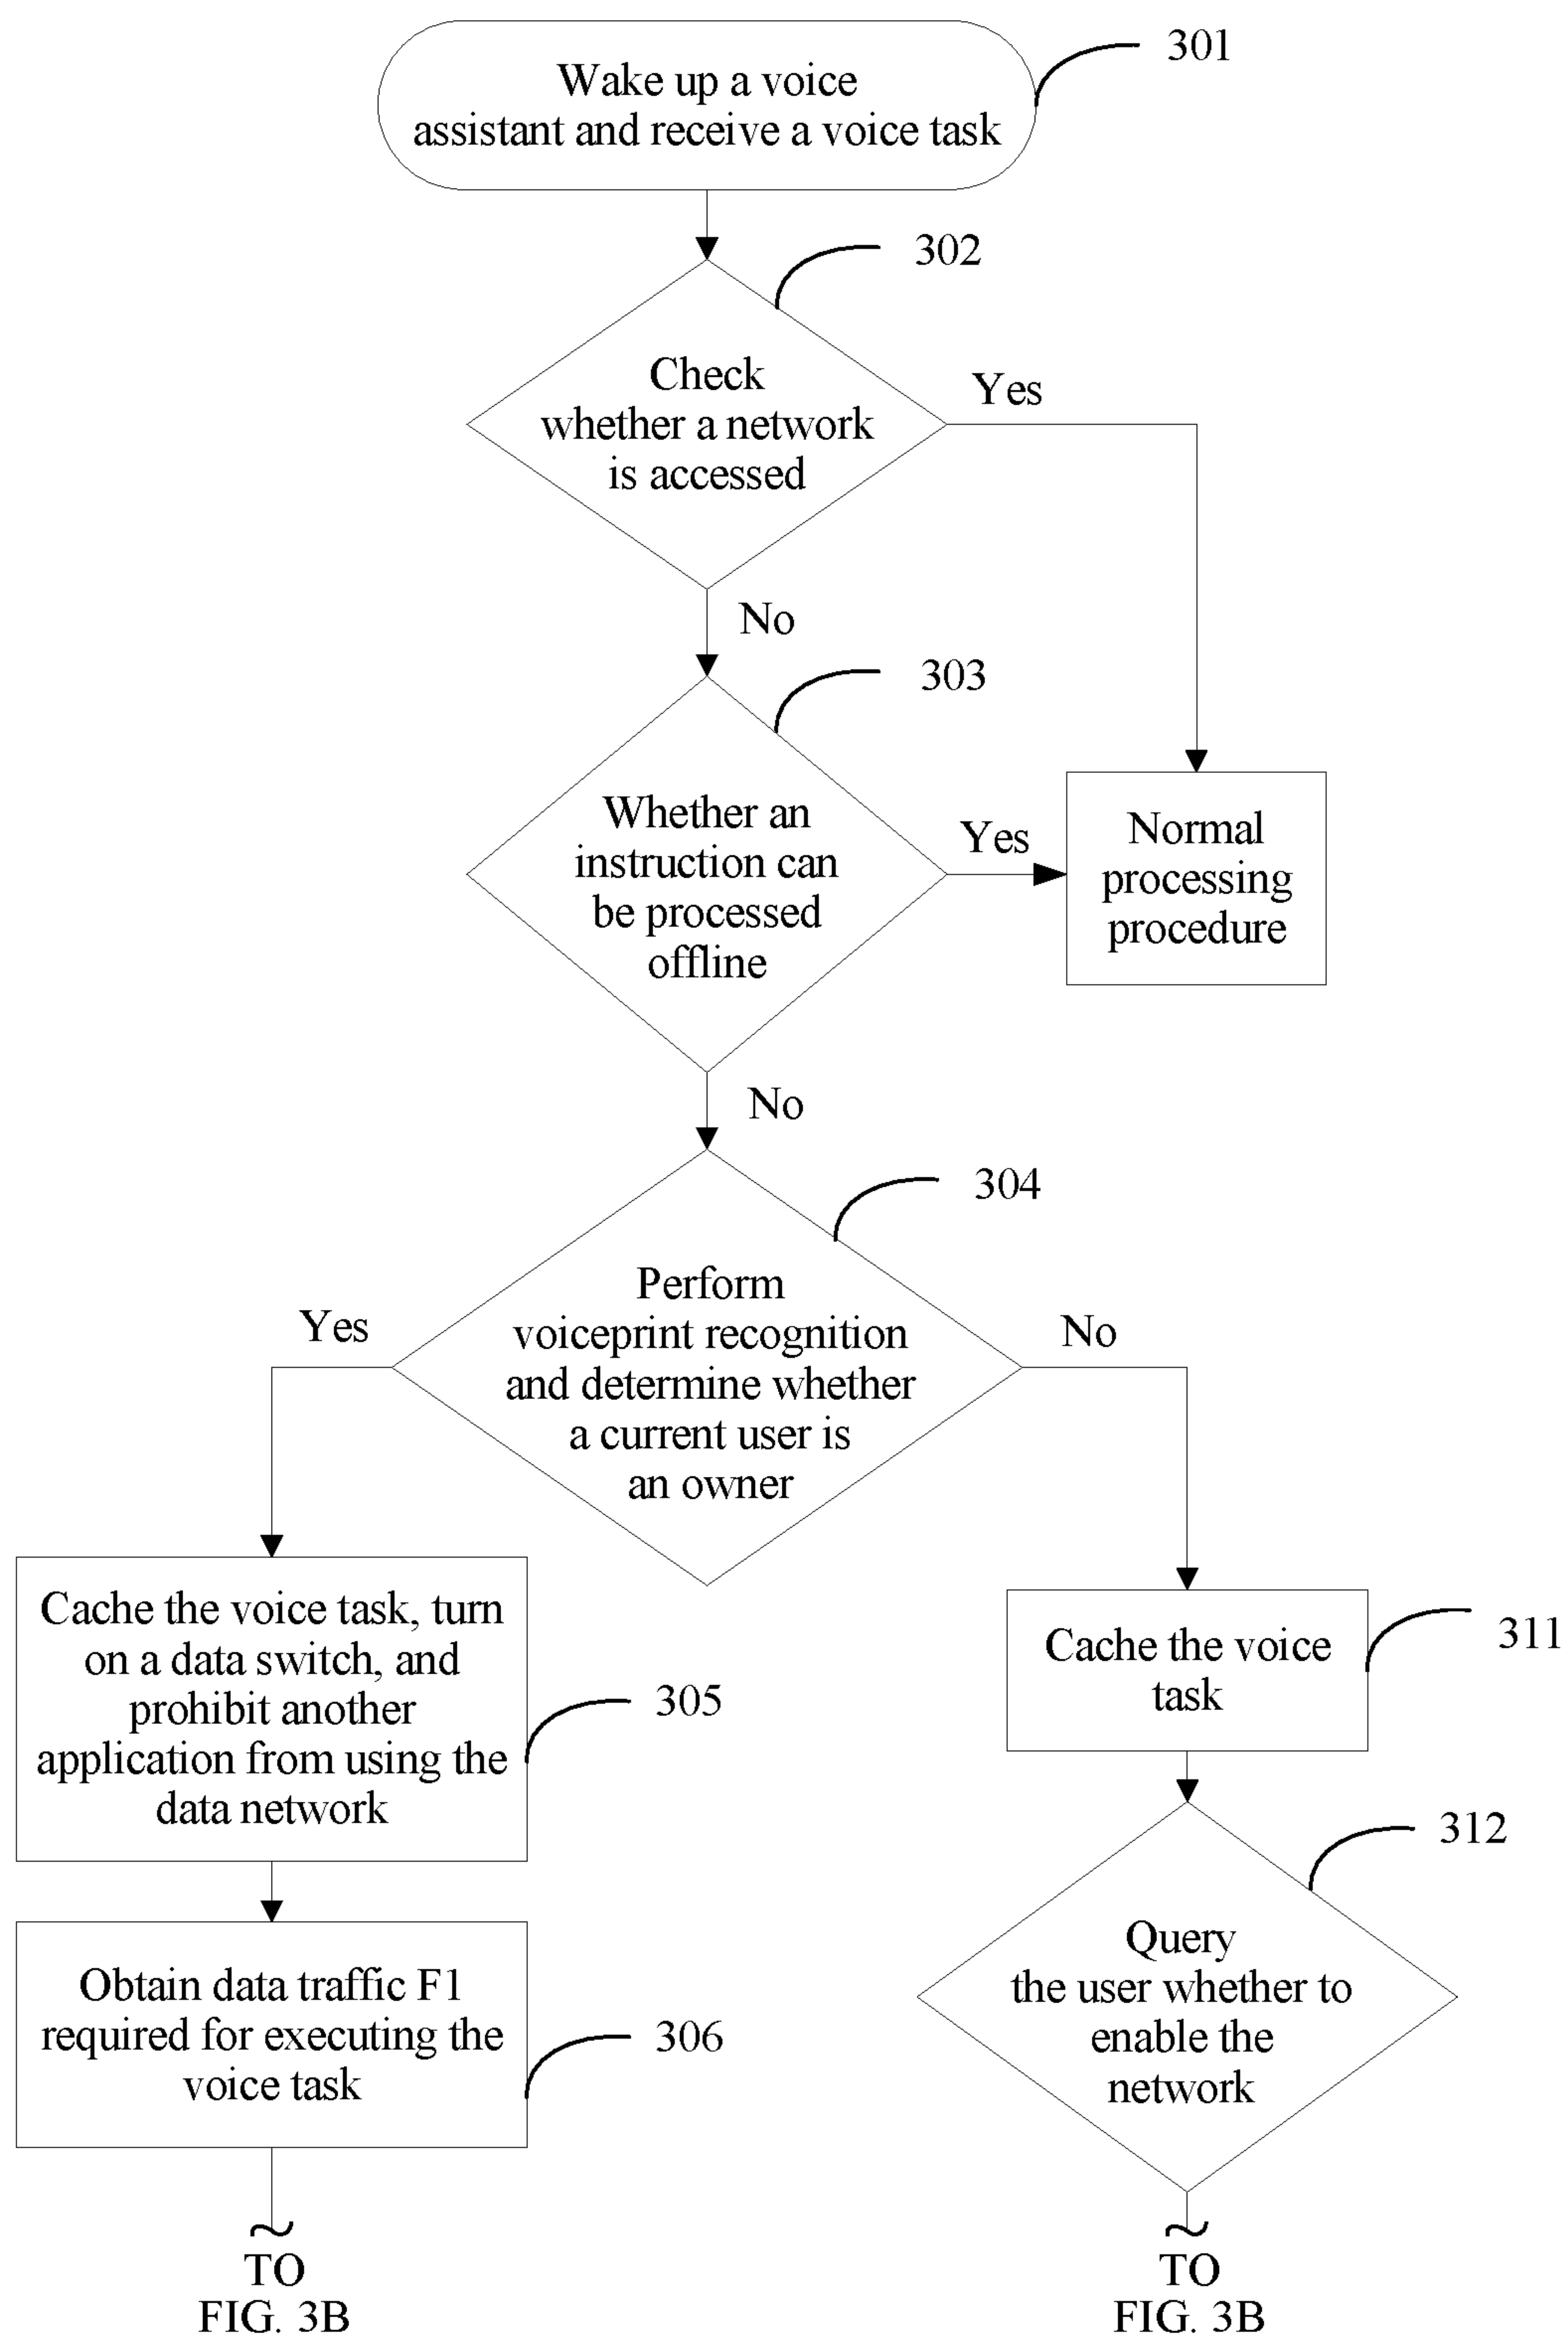 Wake up a voice
assistant and receive a voice task
301
302
Check
whether a network
is accessed
Yes
No
303
Whether an
instruction can
be processed
offline
Yes
Normal
processing
procedure
No
304
Perform
voiceprint recognition
and determine whether
a current user is
an owner
Yes
No
Cache the voice task, turn
on a data switch, and
prohibit another
application from using the
data network
305
Cache the voice
task
311
312
Obtain data traffic F1
required for executing the
voice task
306
Query
the user whether to
enable the
network
TO
FIG. 3B
TO
FIG. 3B